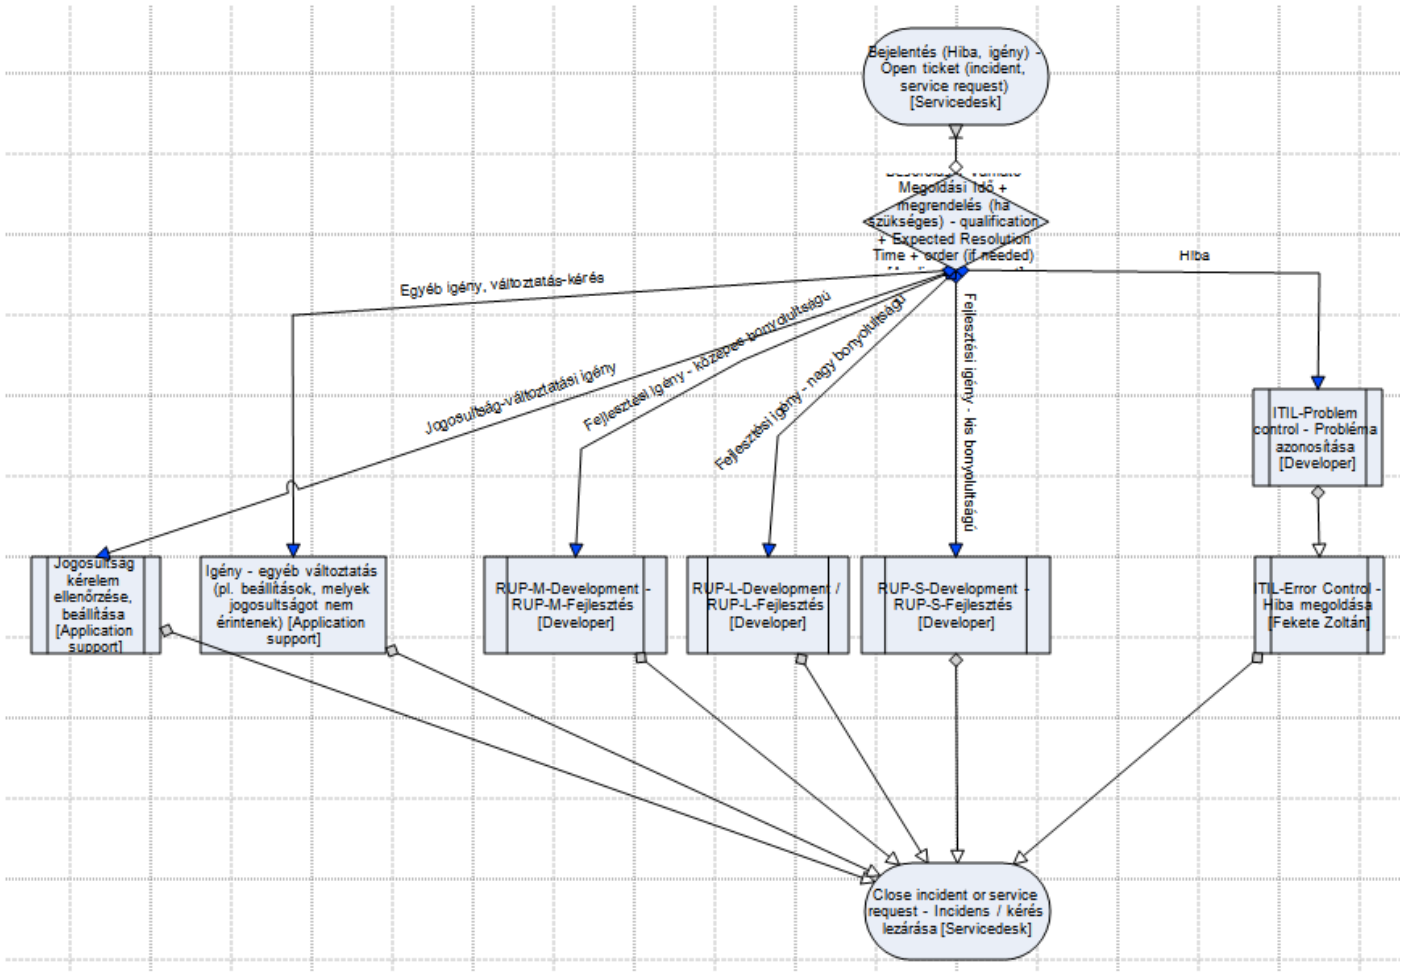 Bejelentés (Hiba, igény) -
Open ticket (incident,
service request)
[Servicedesk]
Megoldási Idő +
megrendelés (ha
szükséges) - qualification
+ Expected Resolution
Time + order (if needed)
Hiba
Egyéb igény, változtatás-kérés
Jogosultság-változtatási igény
Fejlesztési igény - közepes bonyolultságú
Fejlesztési igény - nagy bonyolultságú
Fejlesztési igény - kis bonyolultságú
ITIL-Problem
control - Probléma
azonosítása
[Developer]
Jogosultság
kérelem
ellenőrzése,
beállítása
[Application
support]
Igény - egyéb változtatás
(pl. beállítások, melyek
jogosultságot nem
érintenek) [Application
support]
RUP-M-Development -
RUP-M-Fejlesztés
[Developer]
RUP-L-Development /
RUP-L-Fejlesztés
[Developer]
RUP-S-Development -
RUP-S-Fejlesztés
[Developer]
ITIL-Error Control -
Hiba megoldása
[Fekete Zoltán]
Close incident or service
request - Incidens / kérés
lezárása [Servicedesk]